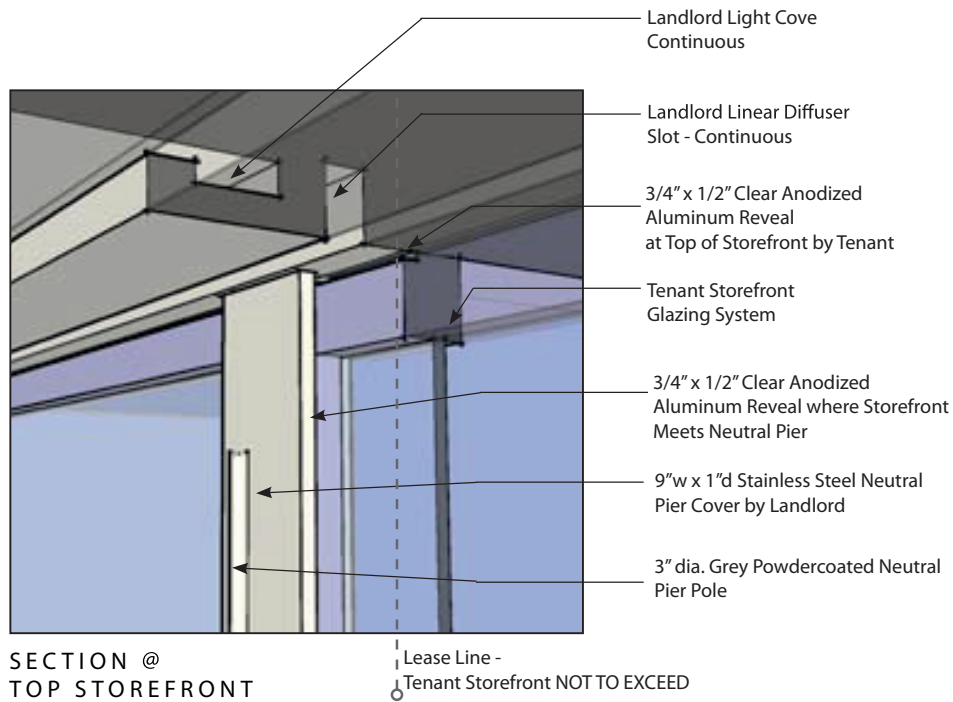 Landlord Light Cove
Continuous
Landlord Linear Diffuser
Slot - Continuous
3/4" x 1/2" Clear Anodized
Aluminum Reveal
at Top of Storefront by Tenant
Tenant Storefront
Glazing System
3/4" x 1/2" Clear Anodized
Aluminum Reveal where Storefront
Meets Neutral Pier
9"w x 1"d Stainless Steel Neutral
Pier Cover by Landlord
3" dia. Grey Powdercoated Neutral
Pier Pole
Lease Line -
Tenant Storefront NOT TO EXCEED
SECTION @
TOP STOREFRONT